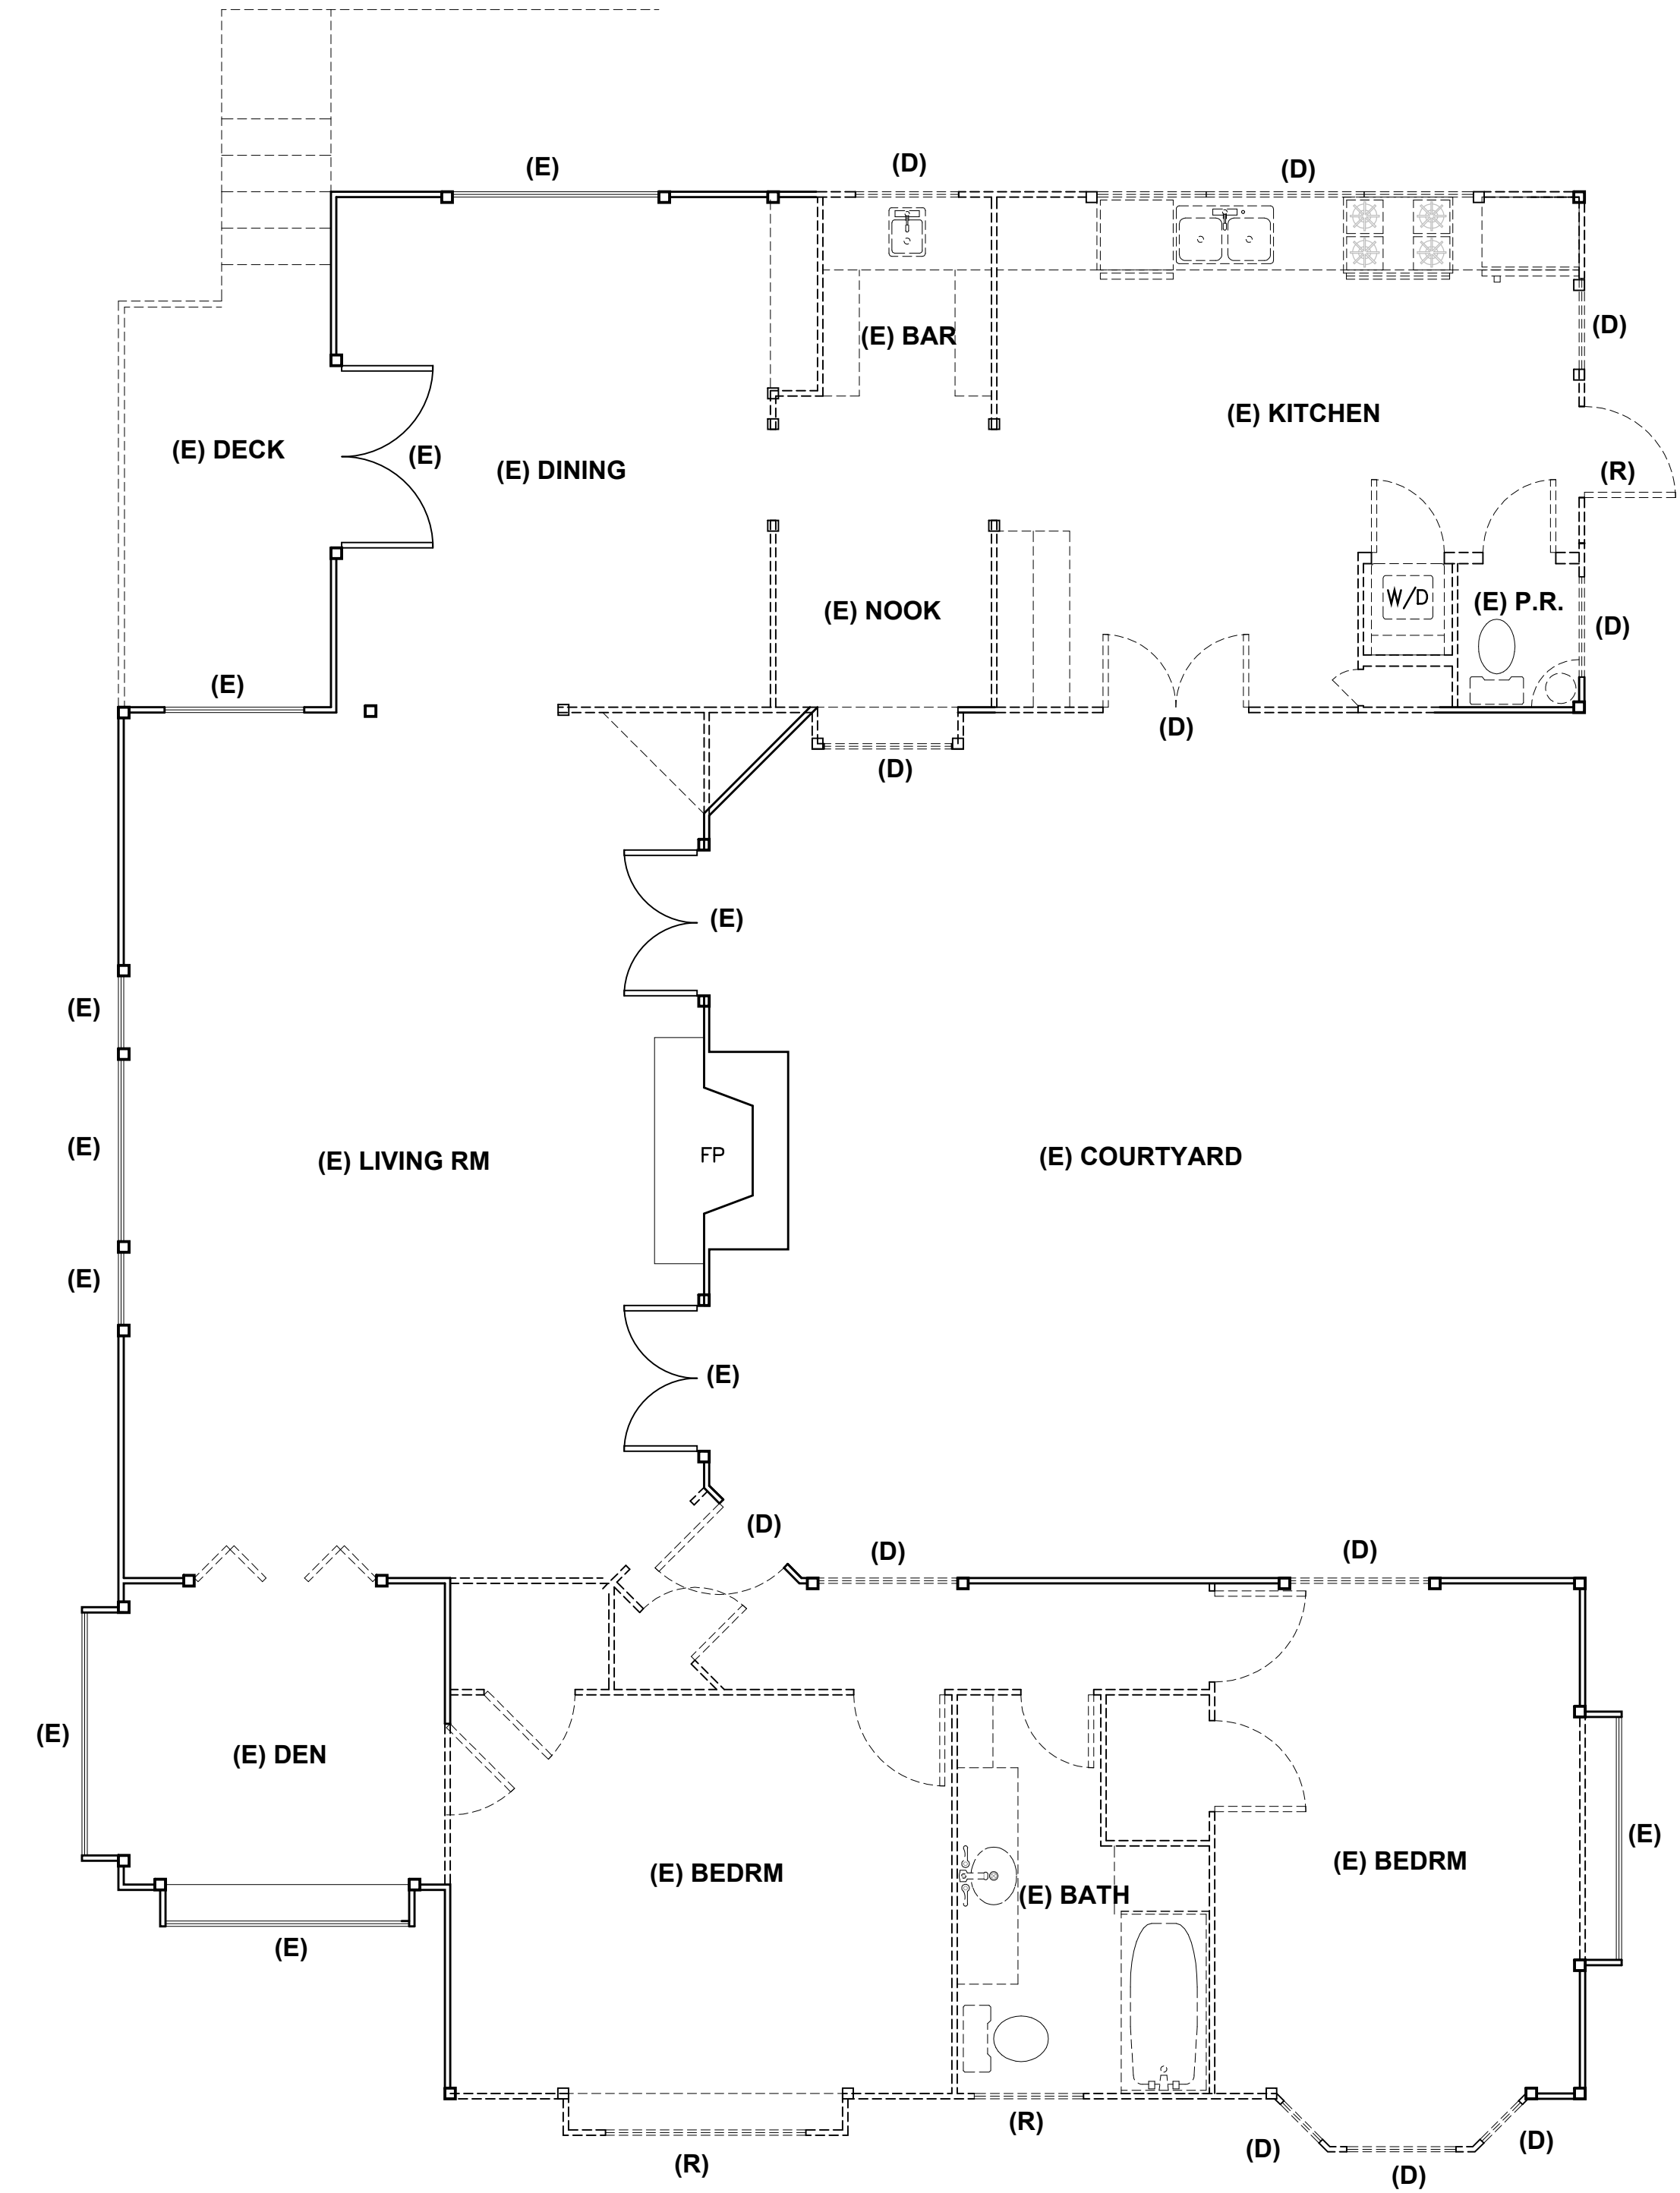 (E)
(D)
(D)
(D)
(E) BAR
(E) KITCHEN
(E) DECK
(E)
(E) DINING
(R)
W/D
(E) P.R.
(E) NOOK
(D)
(E)
(D)
(D)
(E)
(E)
(E)
FP
(E) LIVING RM
(E) COURTYARD
(E)
(E)
(D)
(D)
(D)
(E)
(E) DEN
(E)
(E) BEDRM
(E) BEDRM
(E) BATH
(E)
(R)
(D)
(D)
(R)
(D)